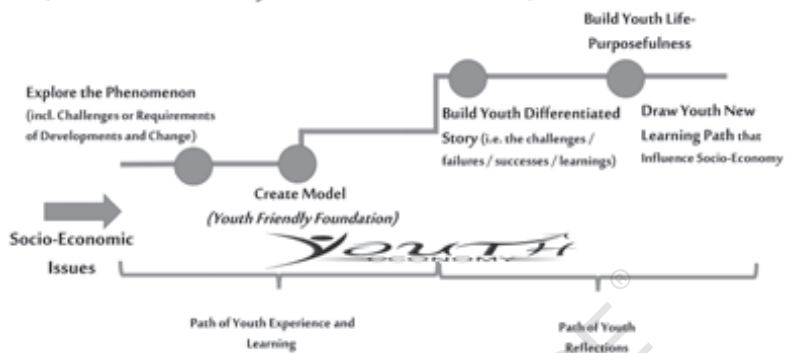 Build Youth Life-
Purposefulness
Explore the Phenomenon
(incl. Challenges or Requirements
of Developments and Change)
Build Youth Differentiated
Story (i.e. the challenges /
failures / successes / learnings)
Draw Youth New
Learning Path that
Influence Socio-Economy
Create Model
(Youth Friendly Foundation)
Socio-Economic
Issues
YOUTH
ECONOMY
®
Path of Youth Experience and
Learning
Path of Youth
Reflections